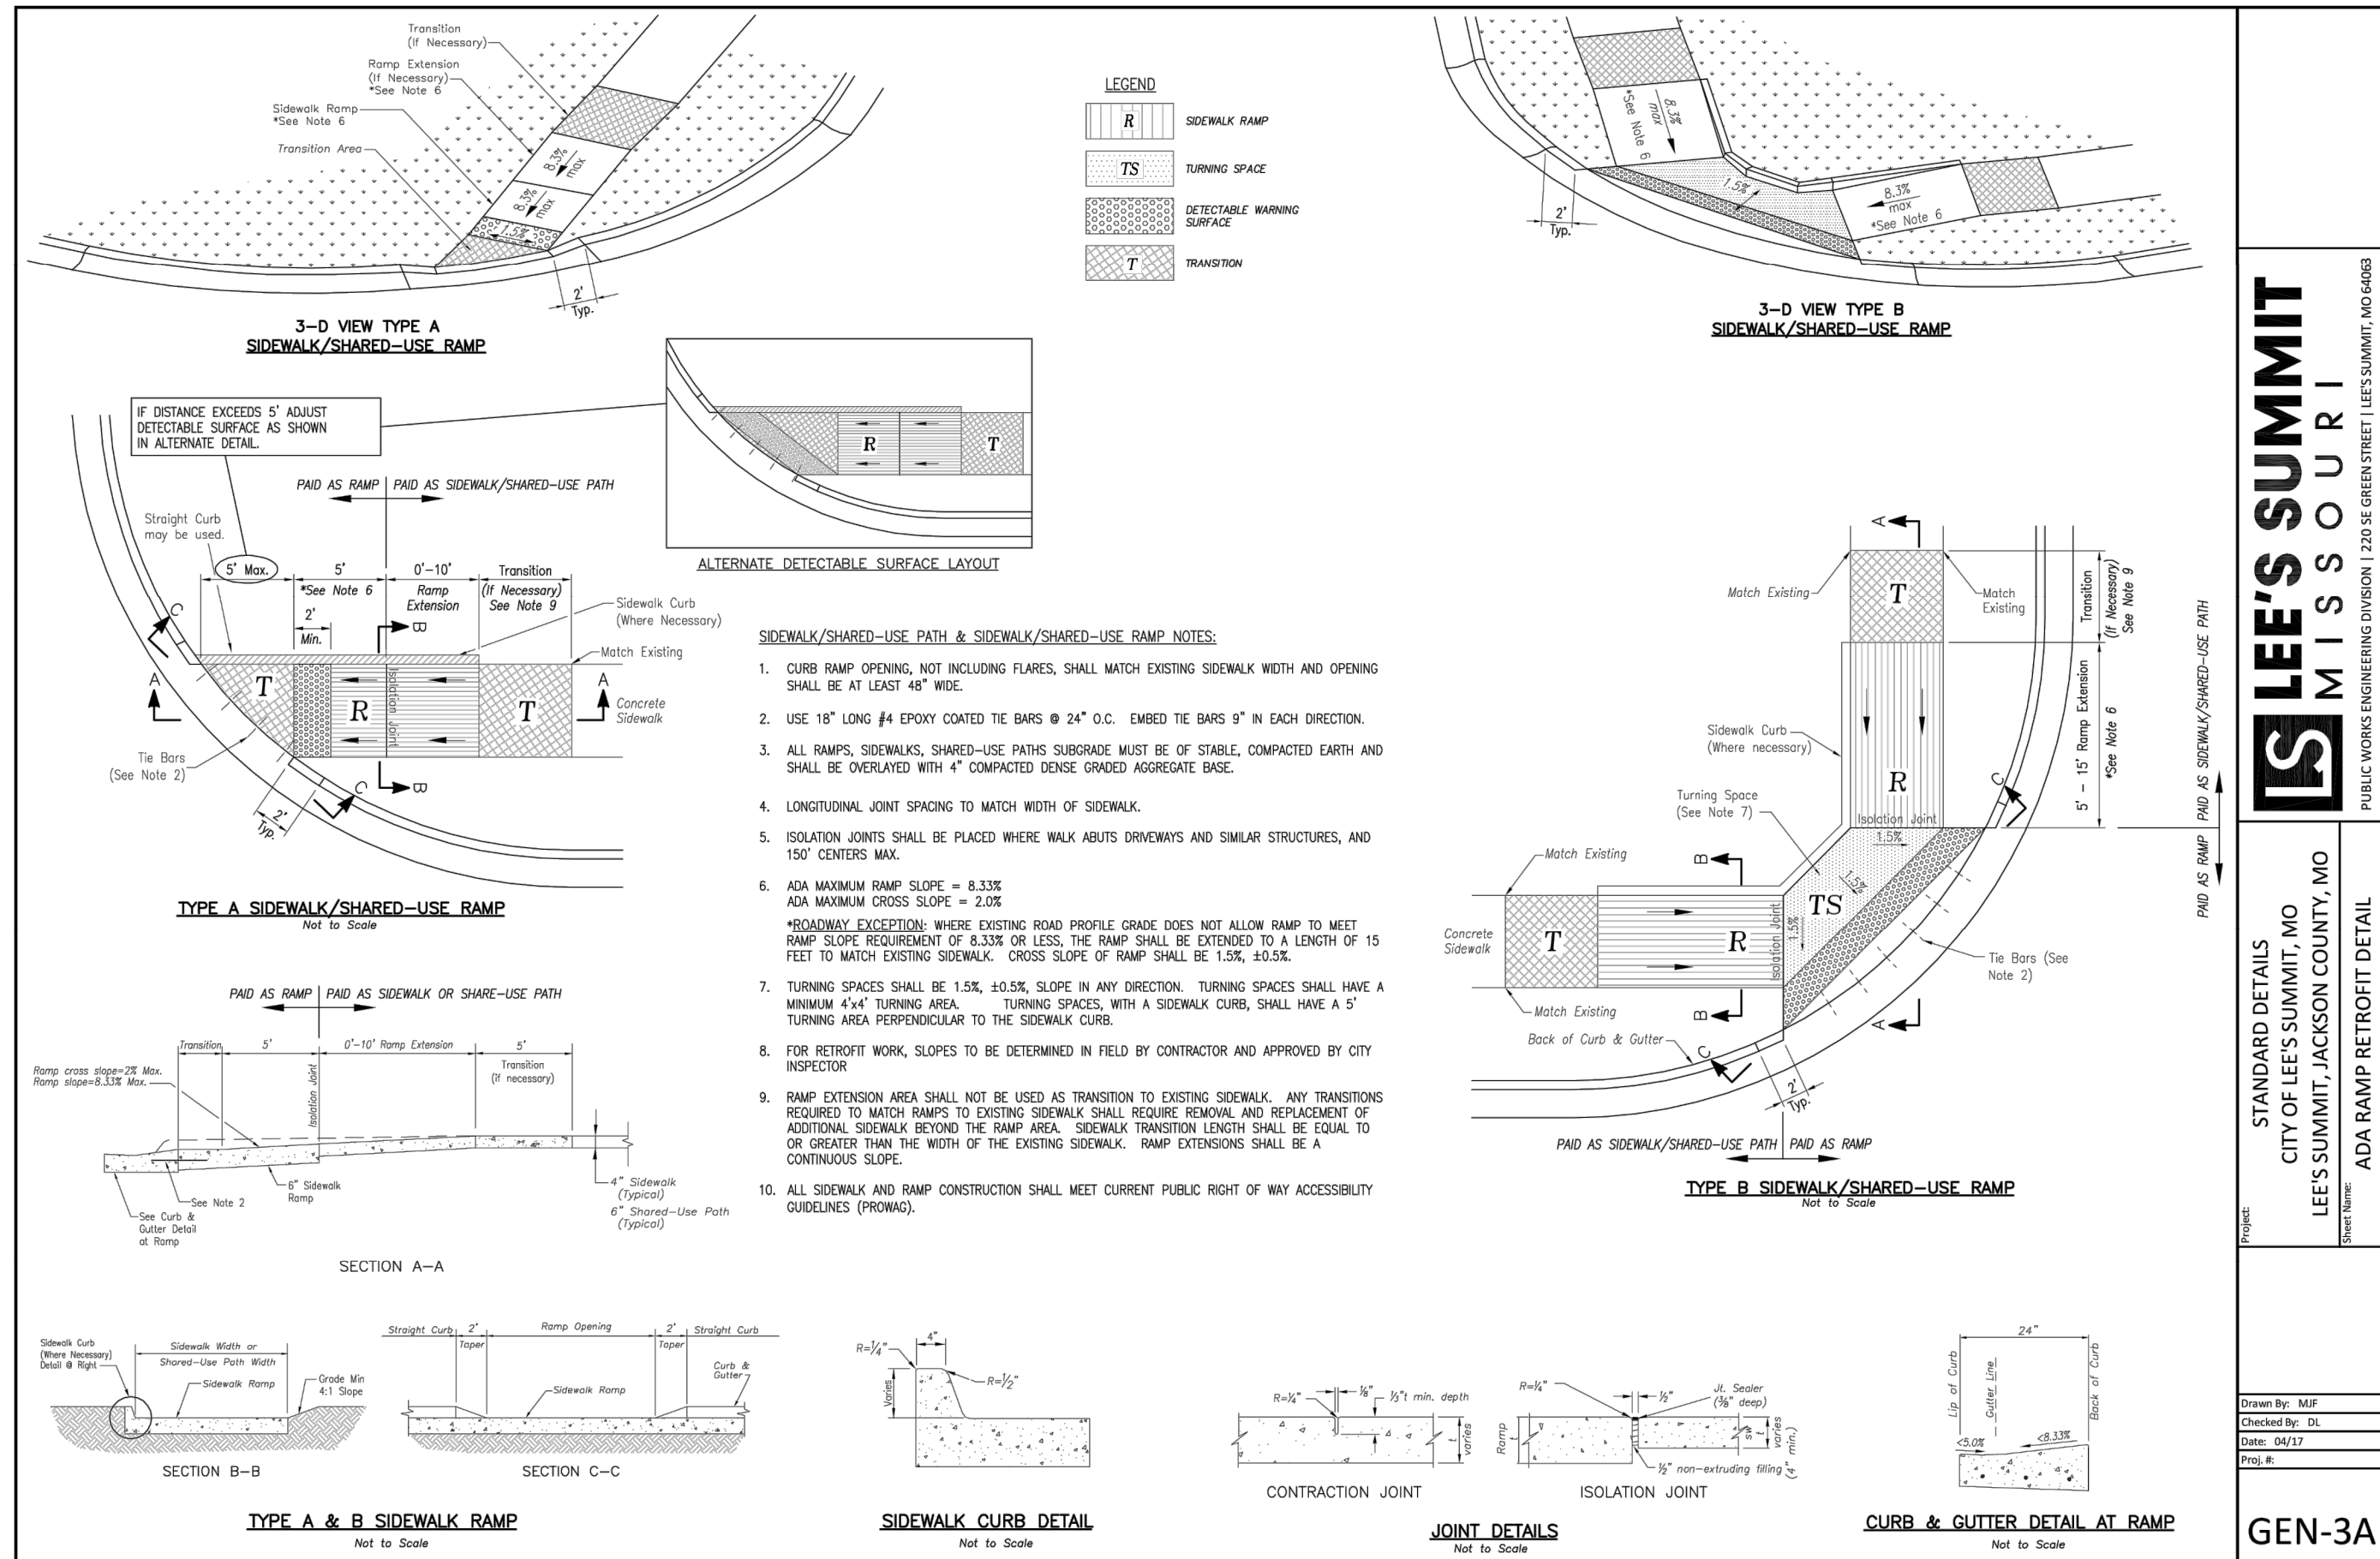 Transition
(If Necessary)
Ramp Extension
(If Necessary)
*See Note 6
Sidewalk Ramp
*See Note 6
Transition Area
8.3%
max
8.3%
max
1.5%
2'
Typ.
3-D VIEW TYPE A
SIDEWALK/SHARED-USE RAMP
LEGEND
R SIDEWALK RAMP
TS TURNING SPACE
DETECTABLE WARNING
SURFACE
T TRANSITION
8.3%
max
*See Note 6
1.5%
8.3%
max
*See Note 6
2'
Typ.
3-D VIEW TYPE B
SIDEWALK/SHARED-USE RAMP
IF DISTANCE EXCEEDS 5' ADJUST
DETECTABLE SURFACE AS SHOWN
IN ALTERNATE DETAIL.
R
T
ALTERNATE DETECTABLE SURFACE LAYOUT
PAID AS RAMP
PAID AS SIDEWALK/SHARED-USE PATH
Straight Curb
may be used.
5' Max.
5'
*See Note 6
2'
Min.
0'-10'
Ramp
Extension
Transition
(If Necessary)
See Note 9
Sidewalk Curb
(Where Necessary)
Match Existing
Concrete
Sidewalk
A
A
B
B
C
C
T
R
T
Isolation Joint
Tie Bars
(See Note 2)
2'
Typ.
TYPE A SIDEWALK/SHARED-USE RAMP
Not to Scale
PAID AS RAMP
PAID AS SIDEWALK OR SHARE-USE PATH
Transition
5'
0'-10' Ramp Extension
5'
Transition
(if necessary)
Ramp cross slope=2% Max.
Ramp slope=8.33% Max.
Isolation Joint
See Note 2
6" Sidewalk
Ramp
See Curb &
Gutter Detail
at Ramp
4" Sidewalk
(Typical)
6" Shared-Use Path
(Typical)
SECTION A-A
SIDEWALK/SHARED-USE PATH & SIDEWALK/SHARED-USE RAMP NOTES:
1. CURB RAMP OPENING, NOT INCLUDING FLARES, SHALL MATCH EXISTING SIDEWALK WIDTH AND OPENING
SHALL BE AT LEAST 48" WIDE.
2. USE 18" LONG #4 EPOXY COATED TIE BARS @ 24" O.C. EMBED TIE BARS 9" IN EACH DIRECTION.
3. ALL RAMPS, SIDEWALKS, SHARED-USE PATHS SUBGRADE MUST BE OF STABLE, COMPACTED EARTH AND
SHALL BE OVERLAYED WITH 4" COMPACTED DENSE GRADED AGGREGATE BASE.
4. LONGITUDINAL JOINT SPACING TO MATCH WIDTH OF SIDEWALK.
5. ISOLATION JOINTS SHALL BE PLACED WHERE WALK ABUTS DRIVEWAYS AND SIMILAR STRUCTURES, AND
150' CENTERS MAX.
6. ADA MAXIMUM RAMP SLOPE = 8.33%
ADA MAXIMUM CROSS SLOPE = 2.0%
*ROADWAY EXCEPTION: WHERE EXISTING ROAD PROFILE GRADE DOES NOT ALLOW RAMP TO MEET
RAMP SLOPE REQUIREMENT OF 8.33% OR LESS, THE RAMP SHALL BE EXTENDED TO A LENGTH OF 15
FEET TO MATCH EXISTING SIDEWALK. CROSS SLOPE OF RAMP SHALL BE 1.5%, ±0.5%.
7. TURNING SPACES SHALL BE 1.5%, ±0.5%, SLOPE IN ANY DIRECTION. TURNING SPACES SHALL HAVE A
MINIMUM 4'x4' TURNING AREA. TURNING SPACES, WITH A SIDEWALK CURB, SHALL HAVE A 5'
TURNING AREA PERPENDICULAR TO THE SIDEWALK CURB.
8. FOR RETROFIT WORK, SLOPES TO BE DETERMINED IN FIELD BY CONTRACTOR AND APPROVED BY CITY
INSPECTOR
9. RAMP EXTENSION AREA SHALL NOT BE USED AS TRANSITION TO EXISTING SIDEWALK. ANY TRANSITIONS
REQUIRED TO MATCH RAMPS TO EXISTING SIDEWALK SHALL REQUIRE REMOVAL AND REPLACEMENT OF
ADDITIONAL SIDEWALK BEYOND THE RAMP AREA. SIDEWALK TRANSITION LENGTH SHALL BE EQUAL TO
OR GREATER THAN THE WIDTH OF THE EXISTING SIDEWALK. RAMP EXTENSIONS SHALL BE A
CONTINUOUS SLOPE.
10. ALL SIDEWALK AND RAMP CONSTRUCTION SHALL MEET CURRENT PUBLIC RIGHT OF WAY ACCESSIBILITY
GUIDELINES (PROWAG).
A
Match Existing
T
Match
Existing
Transition
(If Necessary)
See Note 9
5' - 15' Ramp Extension
*See Note 6
PAID AS RAMP
PAID AS SIDEWALK/SHARED-USE PATH
Sidewalk Curb
(Where necessary)
R
C
Turning Space
(See Note 7)
Isolation Joint
1.5%
1.5%
1.5%
TS
Match Existing
B
Concrete
Sidewalk
T
R
Isolation Joint
Tie Bars (See
Note 2)
Match Existing
B
A
Back of Curb & Gutter
C
2'
Typ.
PAID AS SIDEWALK/SHARED-USE PATH
PAID AS RAMP
TYPE B SIDEWALK/SHARED-USE RAMP
Not to Scale
Sidewalk Curb
(Where Necessary)
Detail @ Right
Sidewalk Width or
Shared-Use Path Width
Sidewalk Ramp
Grade Min
4:1 Slope
SECTION B-B
Straight Curb
2'
Taper
Ramp Opening
2'
Taper
Straight Curb
Curb &
Gutter
Sidewalk Ramp
SECTION C-C
TYPE A & B SIDEWALK RAMP
Not to Scale
4"
R=1/4"
R=1/2"
Varies
SIDEWALK CURB DETAIL
Not to Scale
R=1/4"
1/8"
1/3"t min. depth
t
varies
CONTRACTION JOINT
R=1/4"
1/2"
Jt. Sealer
(3/8" deep)
Ramp
t
sw
t
varies
(4" min.)
1/2" non-extruding filling
ISOLATION JOINT
JOINT DETAILS
Not to Scale
24"
Lip of Curb
Gutter Line
Back of Curb
<5.0%
<8.33%
CURB & GUTTER DETAIL AT RAMP
Not to Scale
LS LEE'S SUMMIT
MISSOURI
PUBLIC WORKS ENGINEERING DIVISION | 220 SE GREEN STREET | LEE'S SUMMIT, MO 64063
Project:
STANDARD DETAILS
CITY OF LEE'S SUMMIT, MO
LEE'S SUMMIT, JACKSON COUNTY, MO
Sheet Name:
ADA RAMP RETROFIT DETAIL
Drawn By: MJF
Checked By: DL
Date: 04/17
Proj. #:
GEN-3A